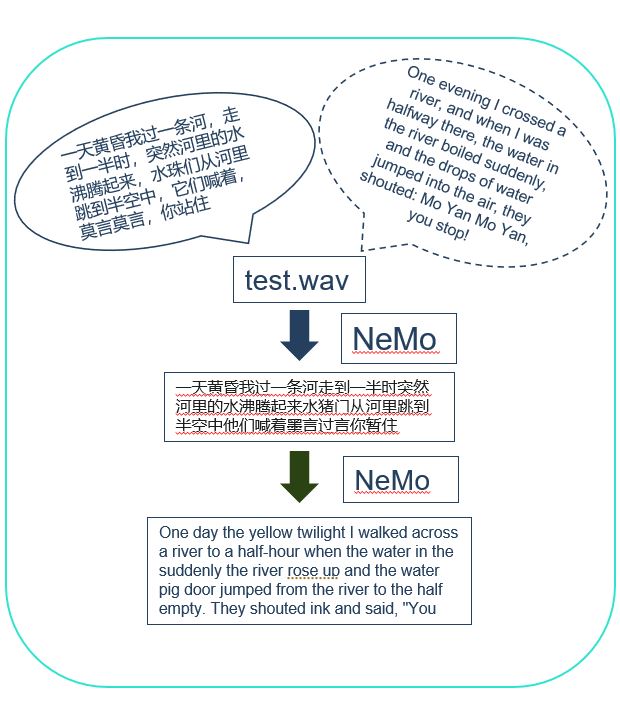 一天黄昏我过一条河，走
到一半时，突然河里的水
沸腾起来，水珠们从河里
跳到半空中，它们喊着，
莫言莫言，你站住
One evening I crossed a
river, and when I was
halfway there, the water in
the river boiled suddenly,
and the drops of water
jumped into the air, they
shouted: Mo Yan Mo Yan,
you stop!
test.wav
NeMo
一天黄昏我过一条河走到一半时突然
河里的水沸腾起来水猪门从河里跳到
半空中他们喊着墨言过言你暂住
NeMo
One day the yellow twilight I walked across
a river to a half-hour when the water in the
suddenly the river rose up and the water
pig door jumped from the river to the half
empty. They shouted ink and said, "You